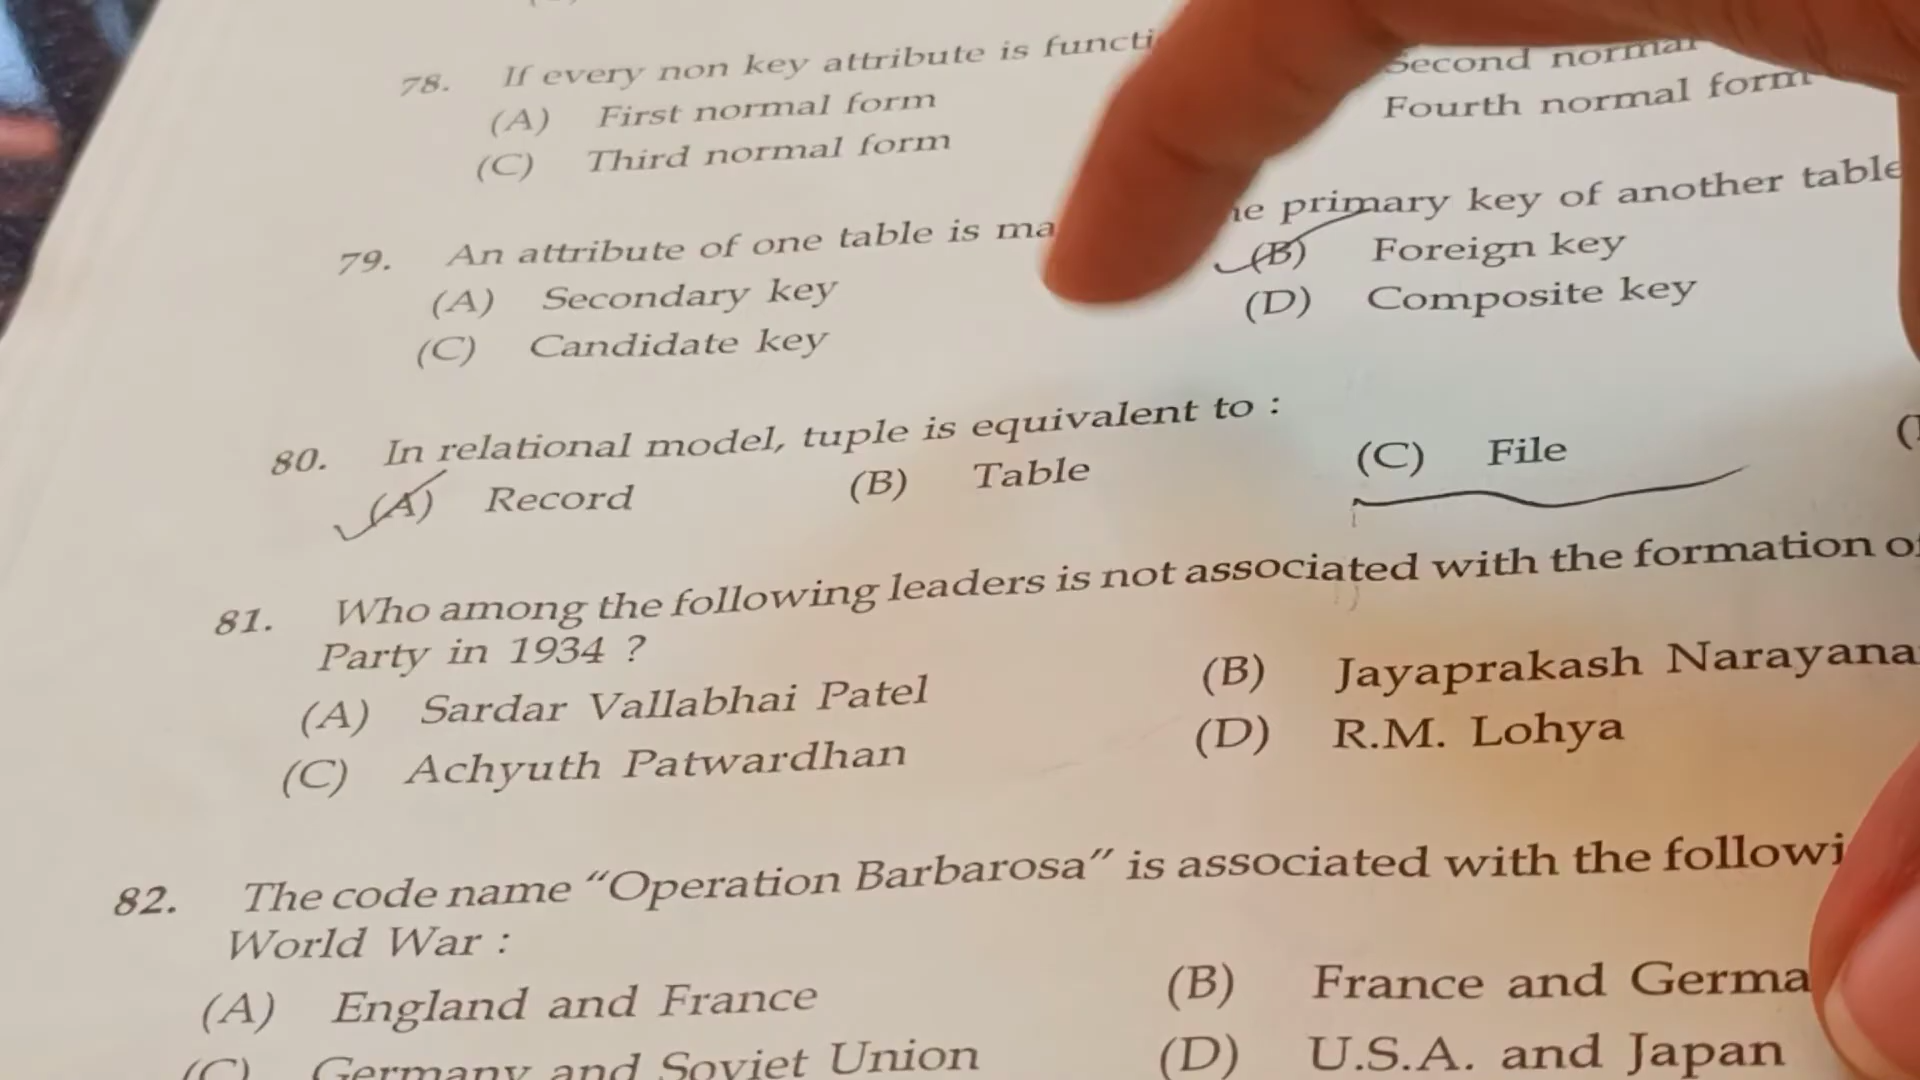 78. If every non key attribute is
(A) First normal form Second normal
(C) Third normal form Fourth normal form
79. An attribute of one table is primary key of another table
(A) Secondary key (B) Foreign key
(C) Candidate key (D) Composite key
80. In relational model, tuple is equivalent to :
(A) Record (B) Table (C) File
81. Who among the following leaders is not associated with the formation
Party in 1934 ?
(A) Sardar Vallabhai Patel (B) Jayaprakash Narayana
(C) Achyuth Patwardhan (D) R.M. Lohya
82. The code name “Operation Barbarosa” is associated with the
World War :
(A) England and France (B) France and
(C) Germany and Soviet Union (D) U.S.A. and Japan